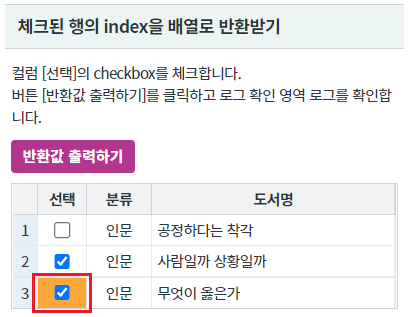 체크된 행의 index을 배열로 반환받기
컬럼 [선택]의 checkbox를 체크합니다.
버튼 [반환값 출력하기]를 클릭하고 로그 확인 영역 로그를 확인합
니다.
반환값 출력하기
선택 분류 도서명
1 인문 공정하다는 착각
2 인문 사람일까 상황일까
3 인문 무엇이 옳은가